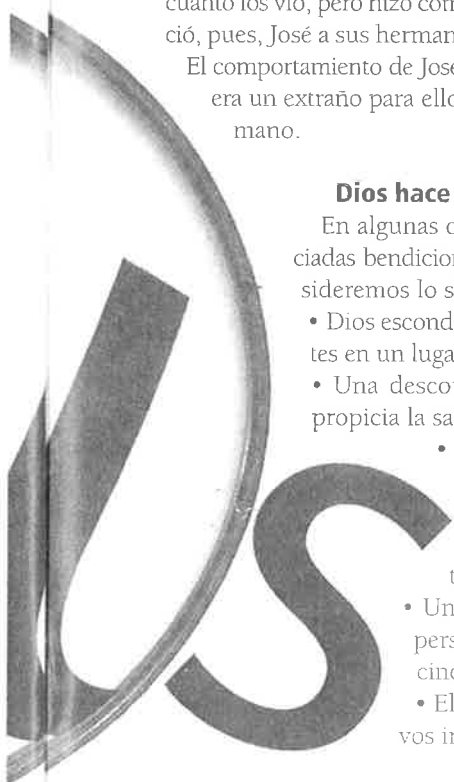 cuanto los vio, pero hizo com
ció, pues, José a sus herman
El comportamiento de José
era un extraño para ello
mano.
Dios hace
En algunas c
ciadas bendicion
sideremos lo s
• Dios escond
tes en un luga
• Una desco
propicia la sa
•
s
t
• Un
pers
cinc
• El
vos in